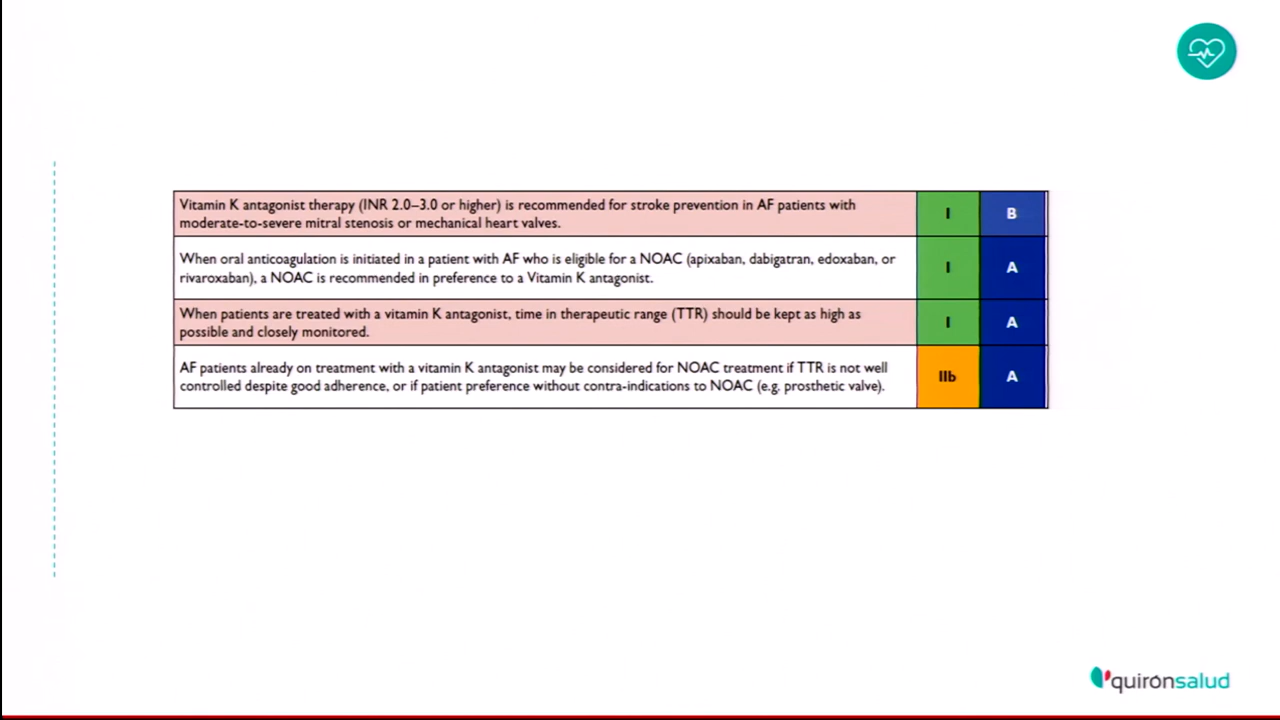 Vitamin K antagonist therapy (INR 2.0–3.0 or higher) is recommended for stroke prevention in AF patients with
moderate-to-severe mitral stenosis or mechanical heart valves.
I
B
When oral anticoagulation is initiated in a patient with AF who is eligible for a NOAC (apixaban, dabigatran, edoxaban, or
rivaroxaban), a NOAC is recommended in preference to a Vitamin K antagonist.
I
A
When patients are treated with a vitamin K antagonist, time in therapeutic range (TTR) should be kept as high as
possible and closely monitored.
I
A
AF patients already on treatment with a vitamin K antagonist may be considered for NOAC treatment if TTR is not well
controlled despite good adherence, or if patient preference without contra-indications to NOAC (e.g. prosthetic valve).
IIb
A
quirónsalud